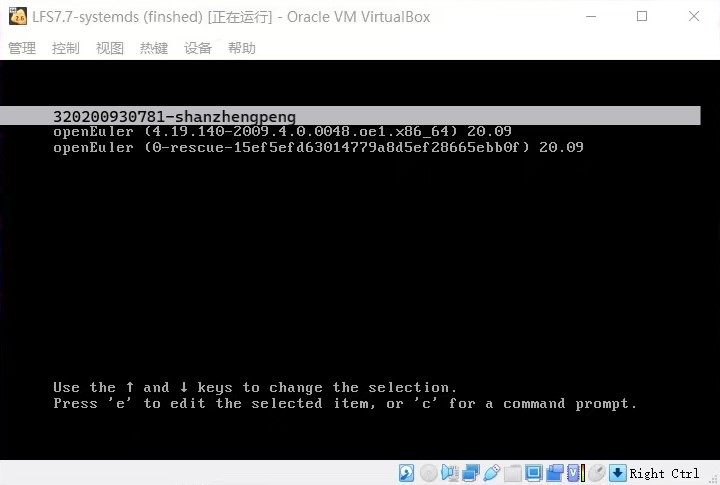 LFS7.7-systemds (finshed) [正在运行] - Oracle VM VirtualBox
管理 控制 视图 热键 设备 帮助
320200930781-shanzhengpeng
openEuler (4.19.140-2009.4.0.0048.oe1.x86_64) 20.09
openEuler (0-rescue-15ef5efd63014779a8d5ef28665ebb0f) 20.09
Use the ↑ and ↓ keys to change the selection.
Press 'e' to edit the selected item, or 'c' for a command prompt.
Right Ctrl